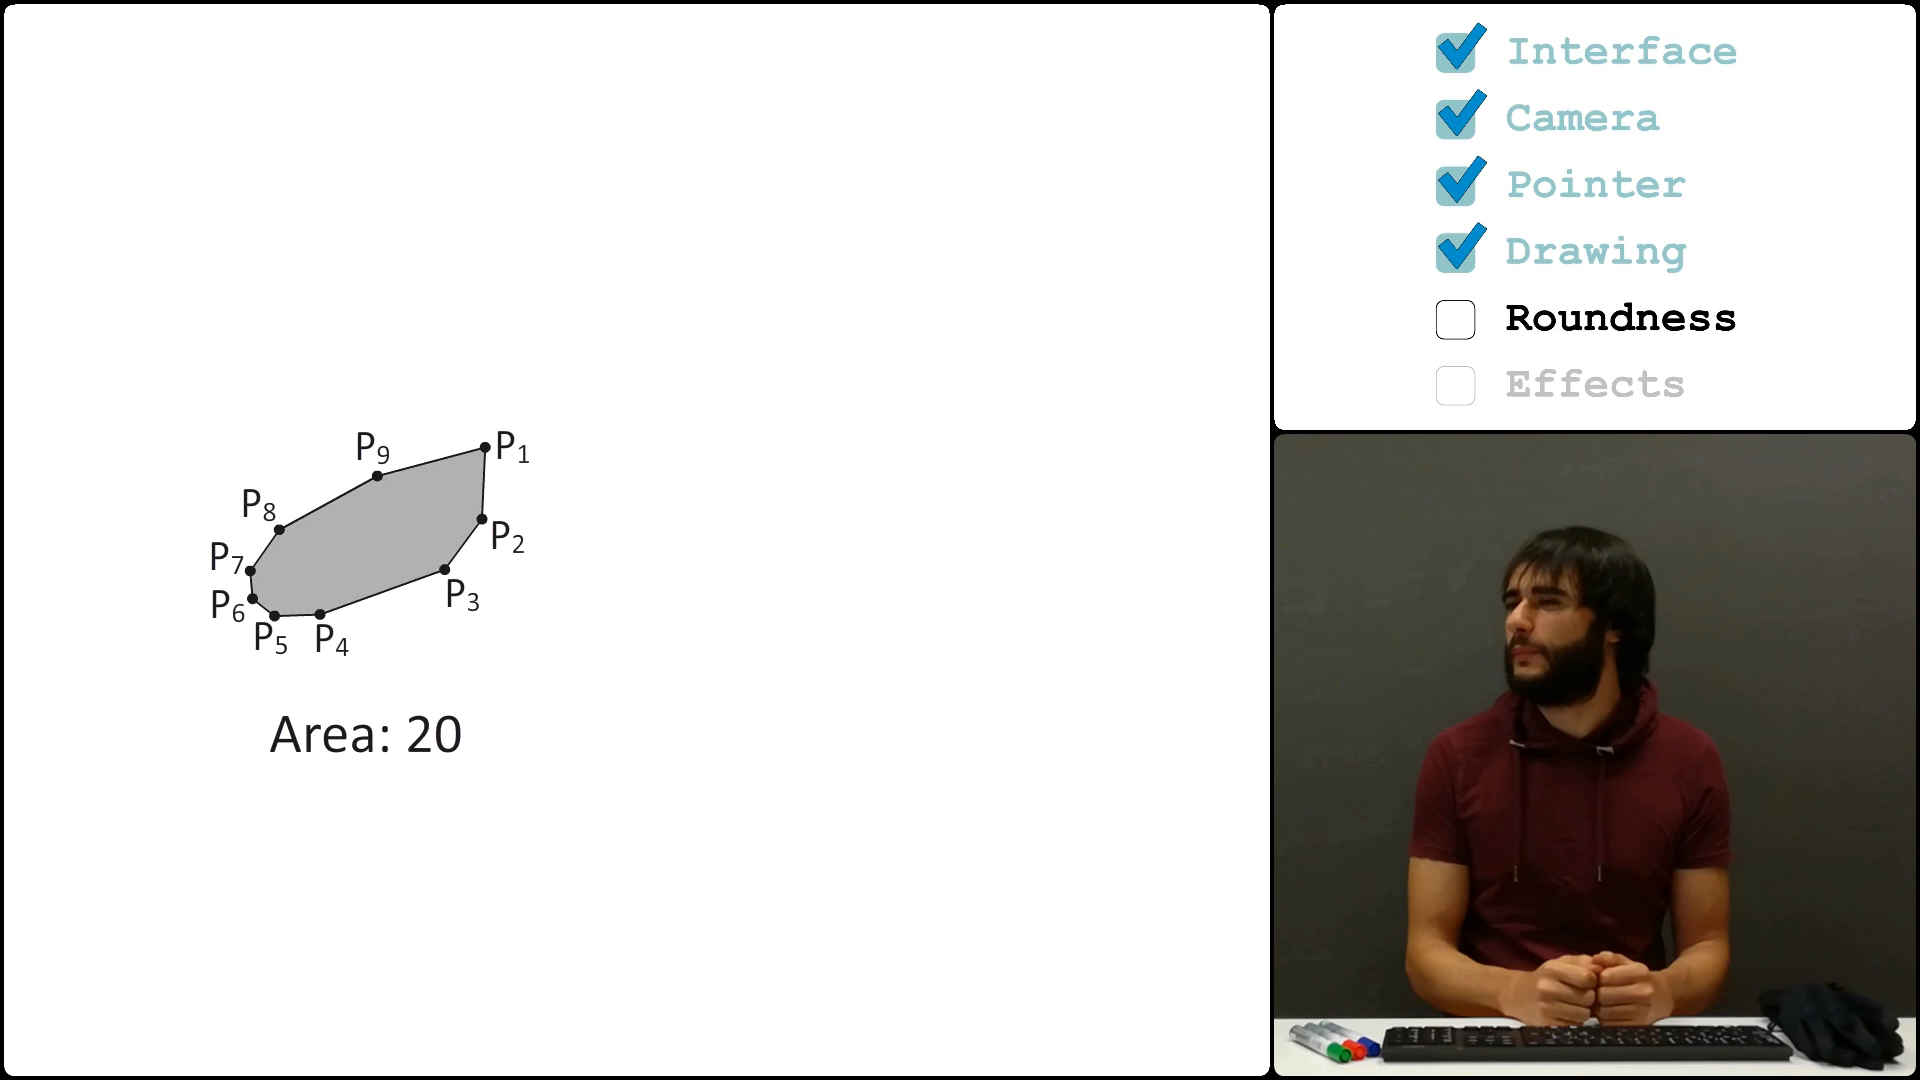 P9
P1
P8
P2
P7
P3
P6
P5
P4
Area: 20
Interface
Camera
Pointer
Drawing
Roundness
Effects